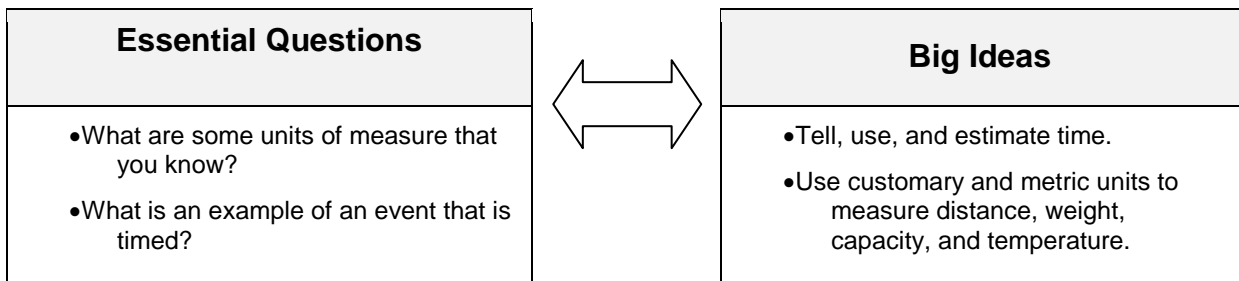 Essential Questions
•What are some units of measure that
you know?
•What is an example of an event that is
timed?
Big Ideas
•Tell, use, and estimate time.
•Use customary and metric units to
measure distance, weight,
capacity, and temperature.